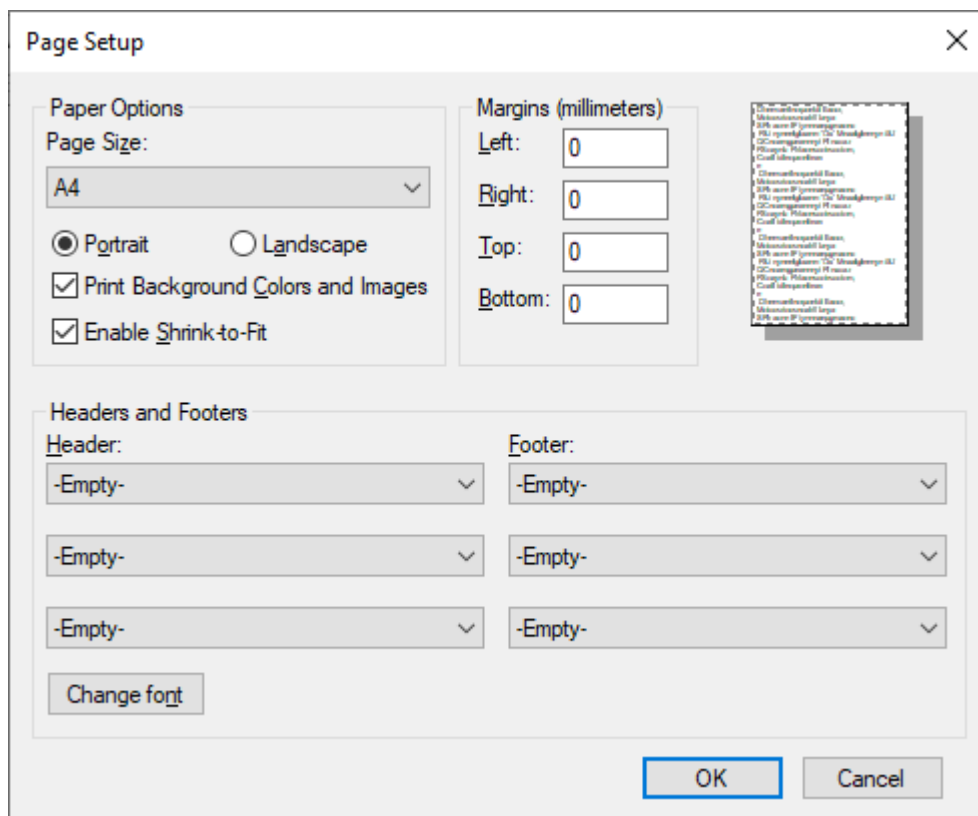 Page Setup
Paper Options
Page Size:
A4
Portrait
Landscape
Print Background Colors and Images
Enable Shrink-to-Fit
Margins (millimeters)
Left: 0
Right: 0
Top: 0
Bottom: 0
Headers and Footers
Header:
Footer:
-Empty-
-Empty-
-Empty-
-Empty-
-Empty-
-Empty-
Change font
OK
Cancel